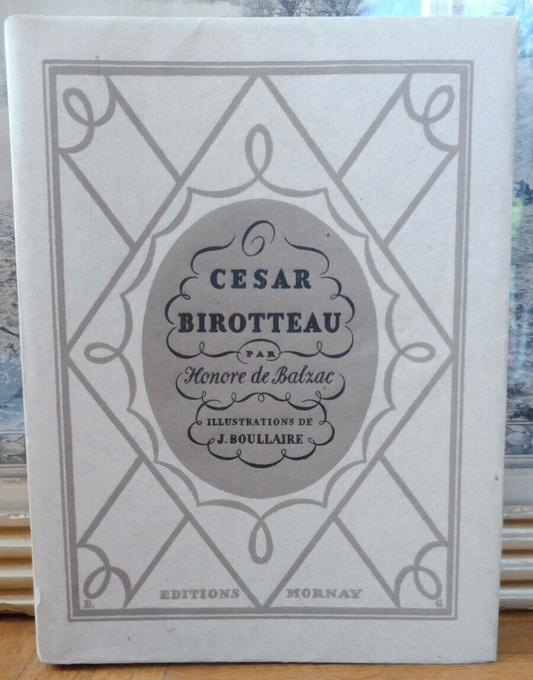 CESAR
BIROTTEAU
PAR
Honore de Balzac
ILLUSTRATIONS DE
J. BOULLAIRE
EDITIONS MORNAY
B. G